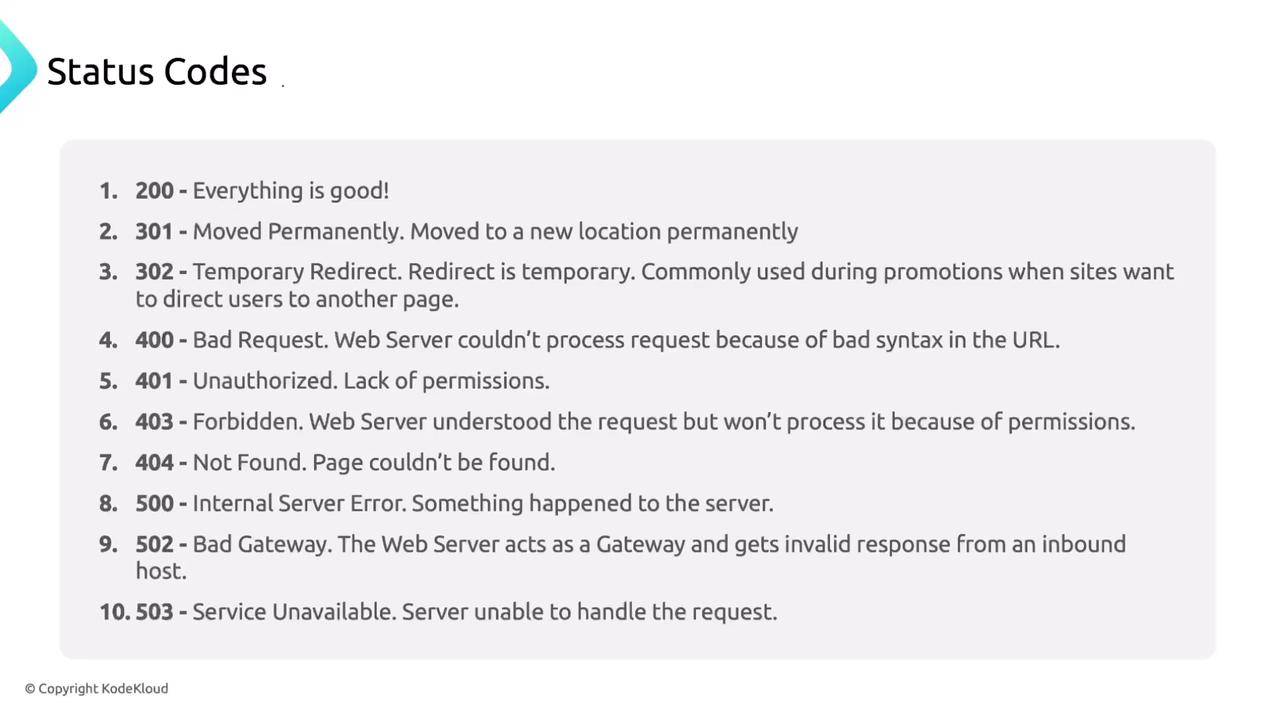 Status Codes .
1. 200 - Everything is good!
2. 301 - Moved Permanently. Moved to a new location permanently
3. 302 - Temporary Redirect. Redirect is temporary. Commonly used during promotions when sites want
to direct users to another page.
4. 400 - Bad Request. Web Server couldn’t process request because of bad syntax in the URL.
5. 401 - Unauthorized. Lack of permissions.
6. 403 - Forbidden. Web Server understood the request but won’t process it because of permissions.
7. 404 - Not Found. Page couldn’t be found.
8. 500 - Internal Server Error. Something happened to the server.
9. 502 - Bad Gateway. The Web Server acts as a Gateway and gets invalid response from an inbound
host.
10. 503 - Service Unavailable. Server unable to handle the request.
© Copyright KodeKloud